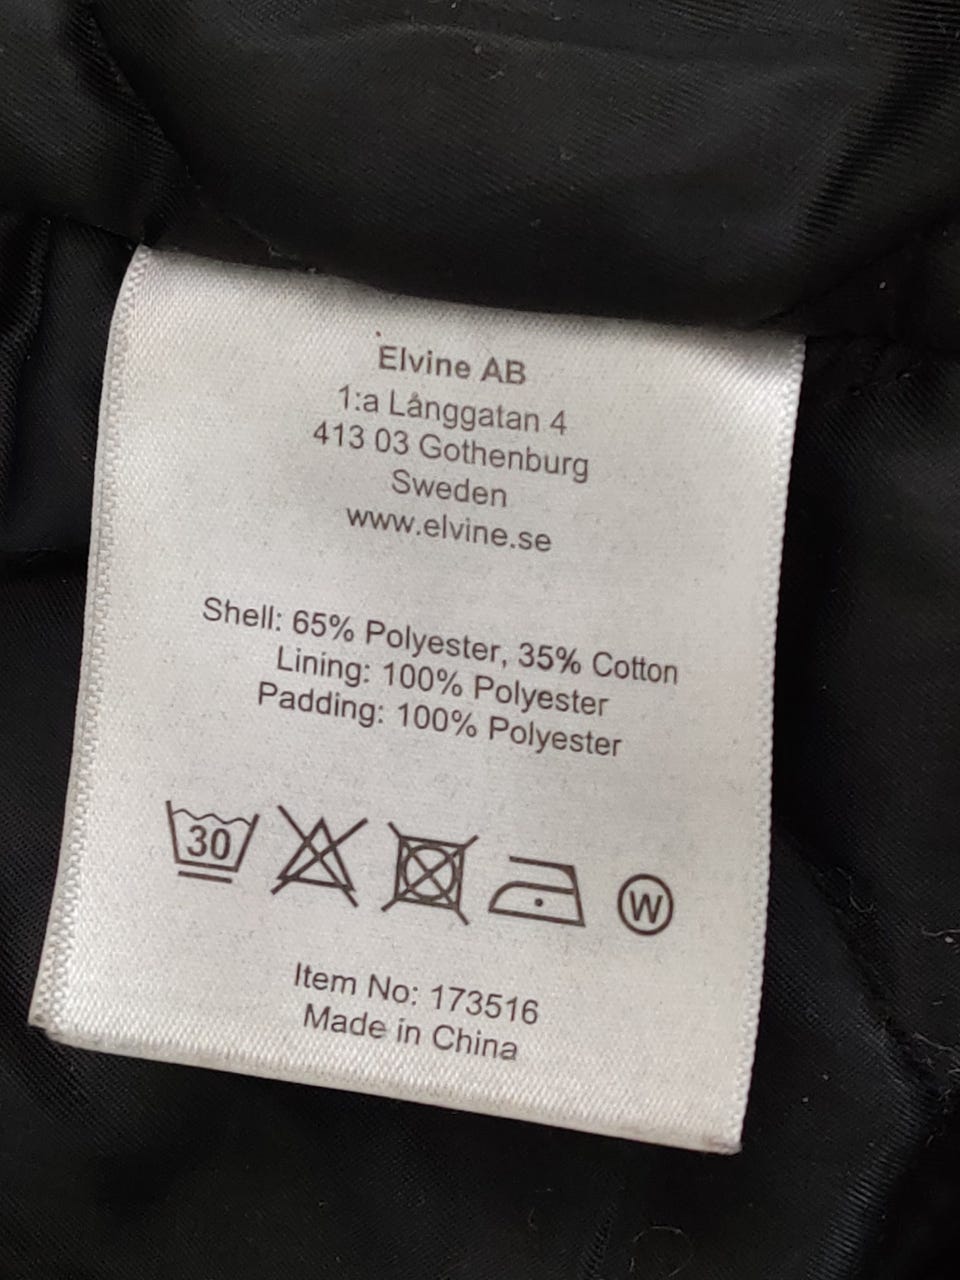 Elvine AB
1:a Långgatan 4
413 03 Gothenburg
Sweden
www.elvine.se
Shell: 65% Polyester, 35% Cotton
Lining: 100% Polyester
Padding: 100% Polyester
30 W
Item No: 173516
Made in China